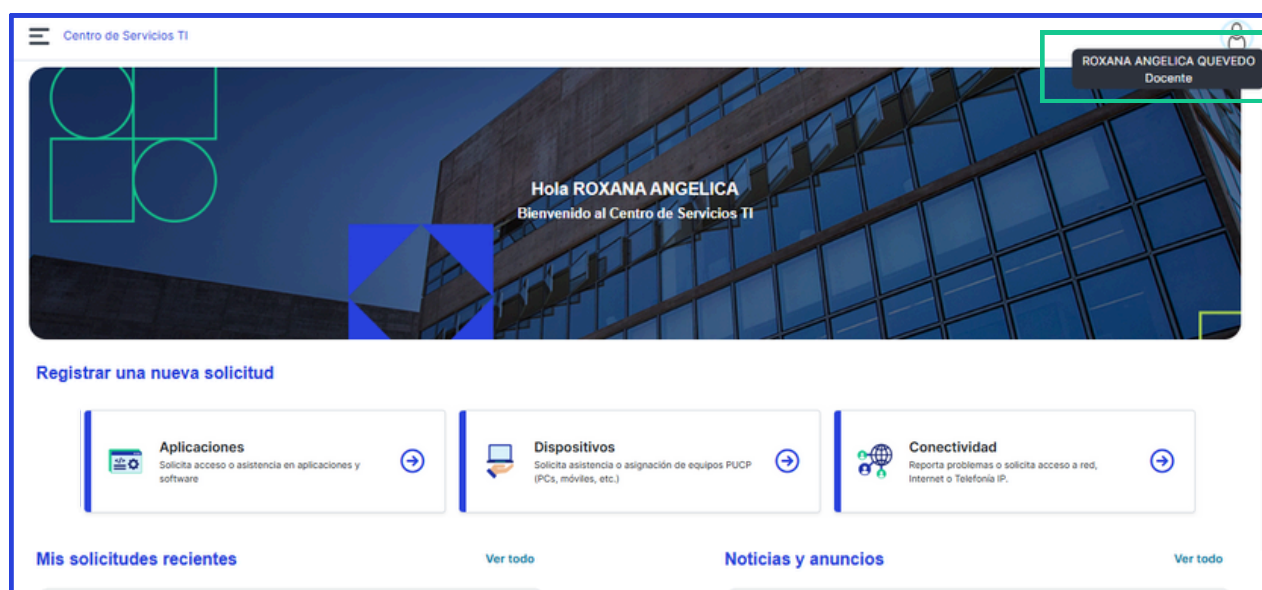 Centro de Servicios TI
ROXANA ANGELICA QUEVEDO
Docente
Hola ROXANA ANGELICA
Bienvenido al Centro de Servicios TI
Registrar una nueva solicitud
Aplicaciones
Solicita acceso o asistencia en aplicaciones y
software
Dispositivos
Solicita asistencia o asignación de equipos PUCP
(PCs, móviles, etc.)
Conectividad
Reporta problemas o solicita acceso a red,
Internet o Telefonía IP.
Mis solicitudes recientes
Ver todo
Noticias y anuncios
Ver todo